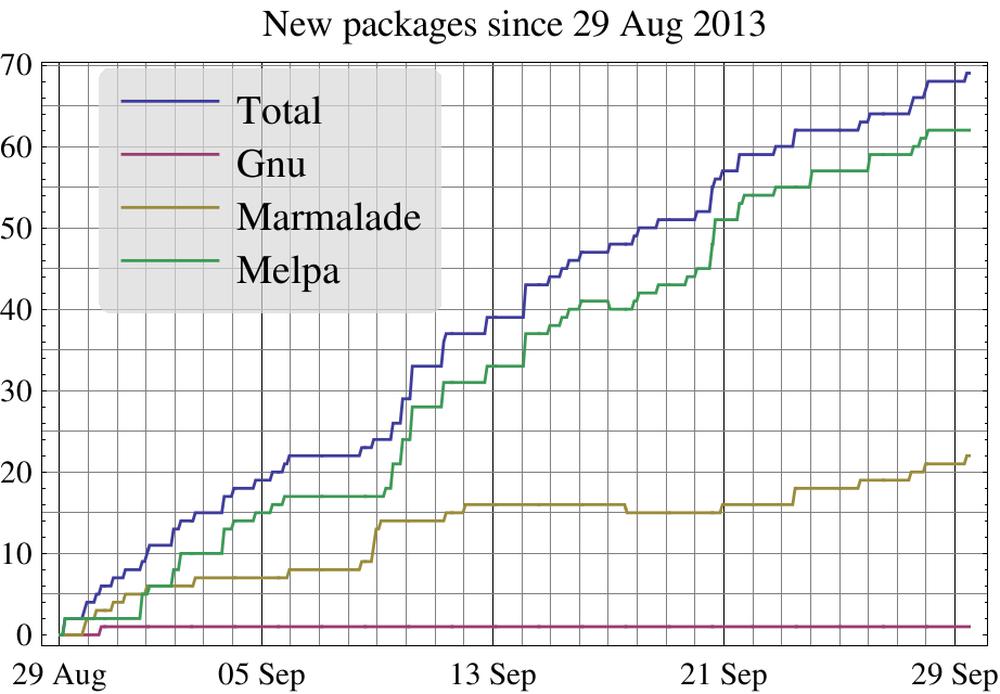 New packages since 29 Aug 2013
70
60
50
40
30
20
10
0
Total
Gnu
Marmalade
Melpa
29 Aug 05 Sep 13 Sep 21 Sep 29 Sep